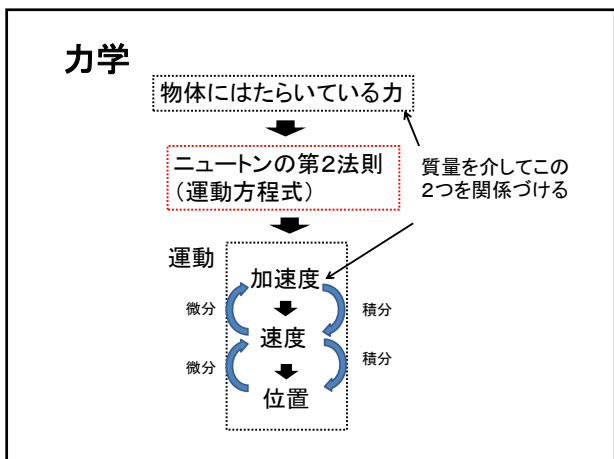 力学
物体にはたらいている力
ニュートンの第2法則
(運動方程式)
質量を介してこの
2つを関係づける
運動
加速度
微分
積分
速度
微分
積分
位置